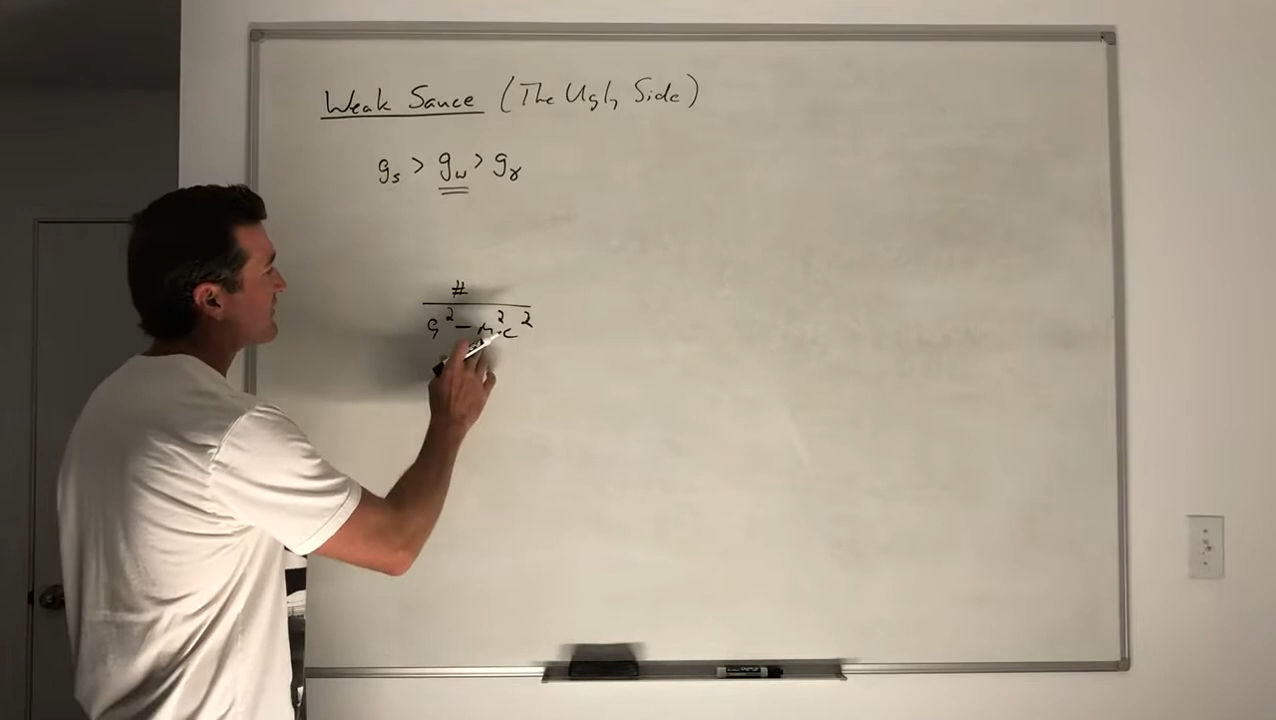 Weak Sauce (The Ugly Side)
g_s > g_w > g_γ
#
q² - m²c²